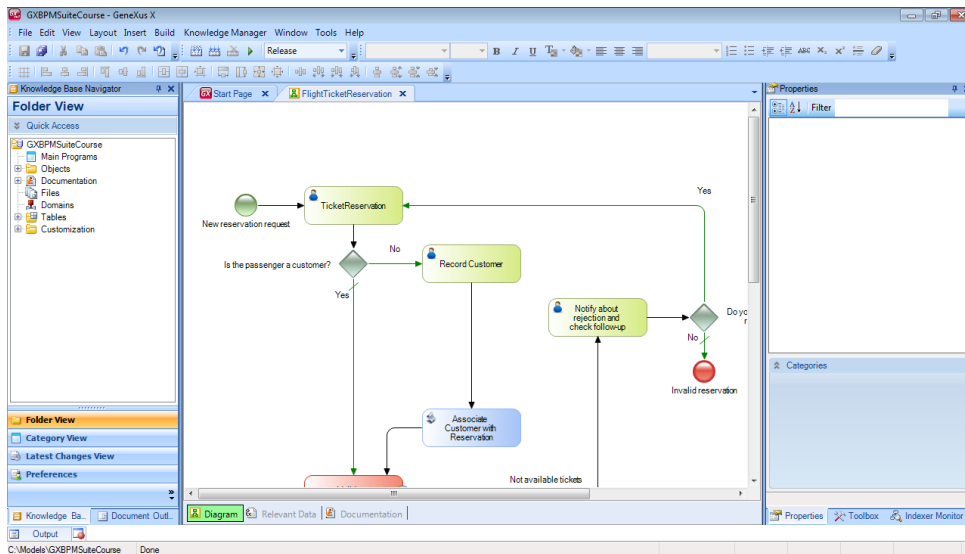 GXBPMSuiteCourse - GeneXus X
File Edit View Layout Insert Build Knowledge Manager Window Tools Help
Release
Knowledge Base Navigator
Folder View
Quick Access
GXBPMSuiteCourse
Main Programs
Objects
Documentation
Files
Domains
Tables
Customization
Folder View
Category View
Latest Changes View
Preferences
Knowledge Ba..
Document Outl..
Start Page
FlightTicketReservation
New reservation request
TicketReservation
Yes
Is the passenger a customer?
No
Record Customer
Yes
Notify about
rejection and
check follow-up
No
Invalid reservation
Associate
Customer with
Reservation
Not available tickets
Diagram
Relevant Data
Documentation
Properties
Filter
Categories
Properties
Toolbox
Indexer Monitor
Output
C:\Models\GXBPMSuiteCourse
Done